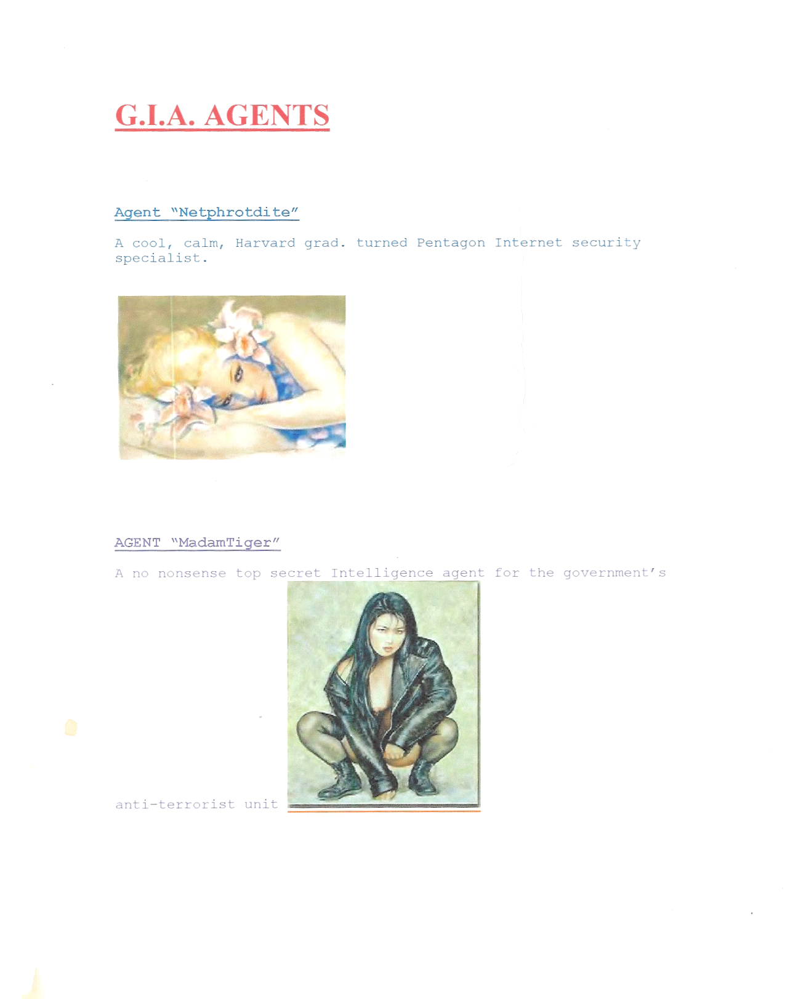 G.I.A. AGENTS
Agent “Netphrotdite”
A cool, calm, Harvard grad. turned Pentagon Internet security
specialist.
AGENT “MadamTiger”
A no nonsense top secret Intelligence agent for the government’s
anti-terrorist unit